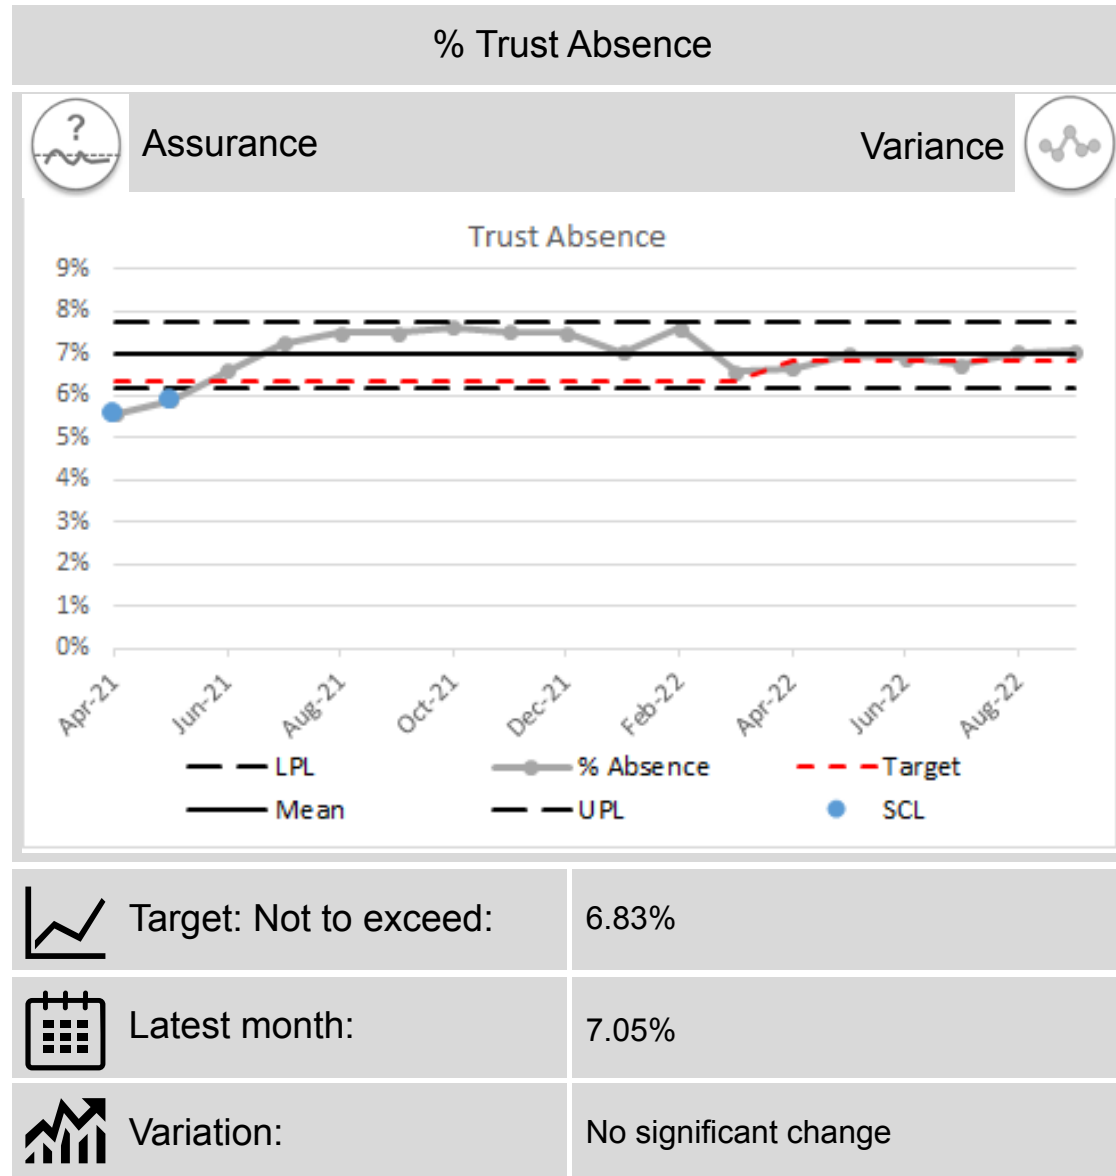 % Trust Absence
?
Assurance
Variance
Trust Absence
9%
8%
7%
6%
5%
4%
3%
2%
1%
0%
Apr-21 Jun-21 Aug-21 Oct-21 Dec-21 Feb-22 Apr-22 Jun-22 Aug-22
LPL % Absence Target
Mean UPL SCL
Target: Not to exceed: 6.83%
Latest month: 7.05%
Variation: No significant change